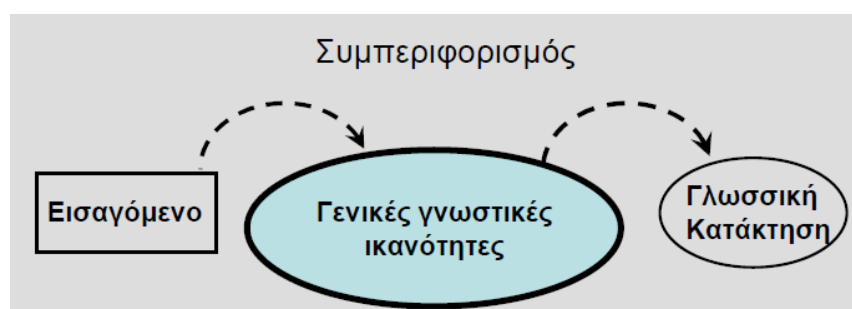 Συμπεριφορισμός
Εισαγόμενο
Γενικές γνωστικές
ικανότητες
Γλωσσική
Κατάκτηση